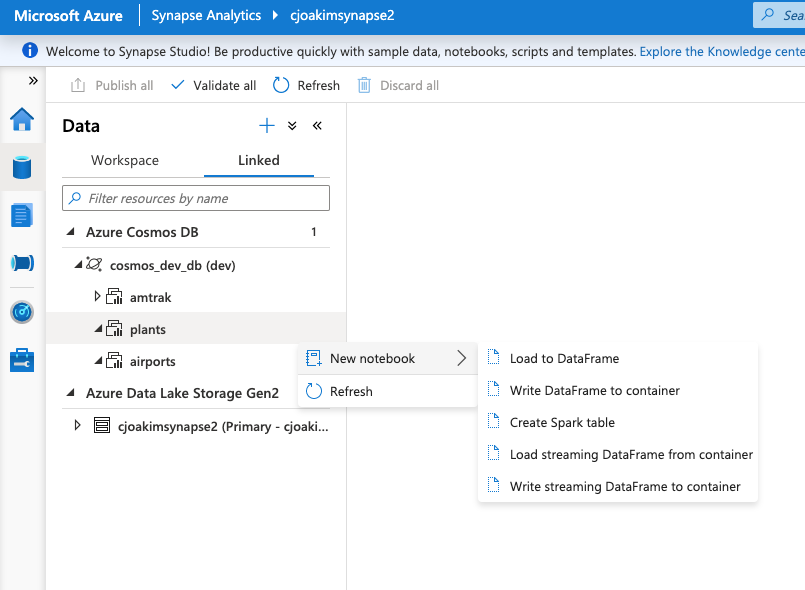 Microsoft Azure Synapse Analytics cjoakimsynapse2 Sea
Welcome to Synapse Studio! Be productive quickly with sample data, notebooks, scripts and templates. Explore the Knowledge cente
Publish all Validate all Refresh Discard all
Data
Workspace Linked
Filter resources by name
Azure Cosmos DB 1
cosmos_dev_db (dev)
amtrak
plants
airports
Azure Data Lake Storage Gen2
cjoakimsynapse2 (Primary - cjoaki...
New notebook
Refresh
Load to DataFrame
Write DataFrame to container
Create Spark table
Load streaming DataFrame from container
Write streaming DataFrame to container